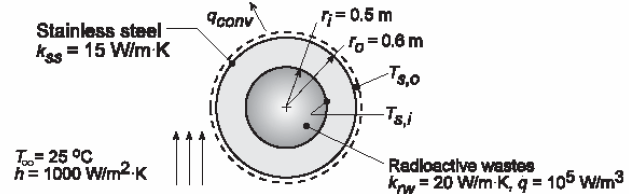 q_conv
r_i = 0.5 m
Stainless steel
k_ss = 15 W/m·K
r_o = 0.6 m
T_s,o
T_s,i
T_∞ = 25 ºC
h = 1000 W/m²·K
Radioactive wastes
k_rw = 20 W/m·K, q = 10⁵ W/m³